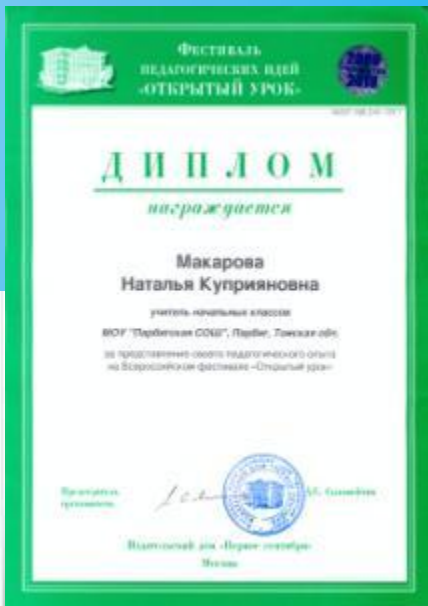 Фестиваль
педагогических идей
«ОТКРЫТЫЙ УРОК»
ДИПЛОМ
награждается
Макарова
Наталья Куприяновна
учитель начальных классов
МОУ "Парбигская СОШ", Парбиг, Томская обл.
за представление своего педагогического опыта
на Всероссийском фестивале «Открытый урок»
Председатель
оргкомитета
Издательский дом «Первое сентября»
Москва